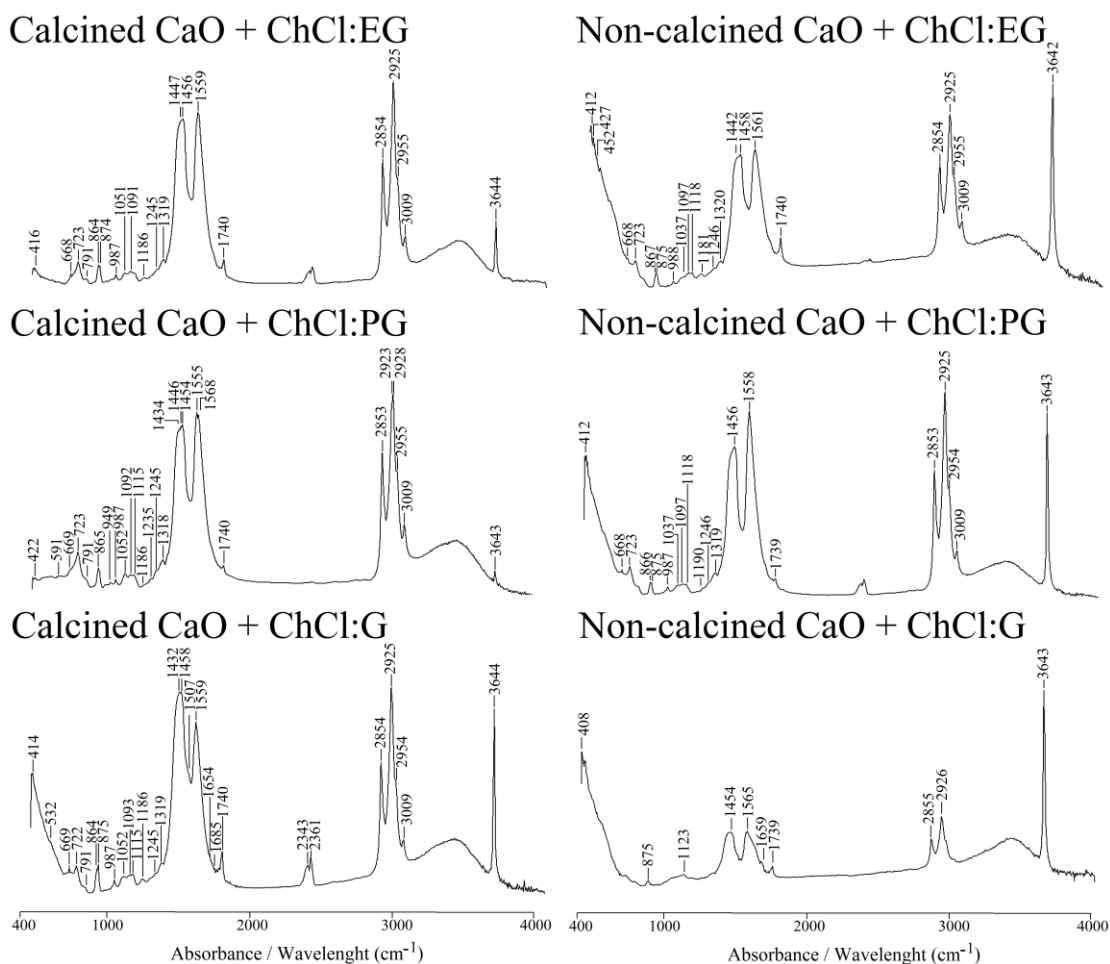 Calcined CaO + ChCl:EG
416 668 723 791 864 874 987 1051 1091 1186 1245 1319 1447 1456 1559 1740 2854 2925 2955 3009 3644
Non-calcined CaO + ChCl:EG
412 427 452 668 723 867 875 988 1037 1097 1118 1181 1246 1320 1442 1458 1561 1740 2854 2925 2955 3009 3642
Calcined CaO + ChCl:PG
422 591 669 723 791 865 949 987 1052 1092 1115 1186 1235 1245 1318 1434 1446 1454 1555 1568 1740 2853 2923 2928 2955 3009 3643
Non-calcined CaO + ChCl:PG
412 668 723 866 875 987 1037 1097 1118 1190 1246 1319 1456 1558 1739 2853 2925 2954 3009 3643
Calcined CaO + ChCl:G
414 532 669 722 791 864 875 987 1052 1093 1115 1186 1245 1319 1432 1458 1507 1559 1654 1685 1740 2343 2361 2854 2925 2954 3009 3644
Non-calcined CaO + ChCl:G
408 875 1123 1454 1565 1659 1739 2855 2926 3643
400 1000 2000 3000 4000
Absorbance / Wavelenght (cm⁻¹)
400 1000 2000 3000 4000
Absorbance / Wavelenght (cm⁻¹)